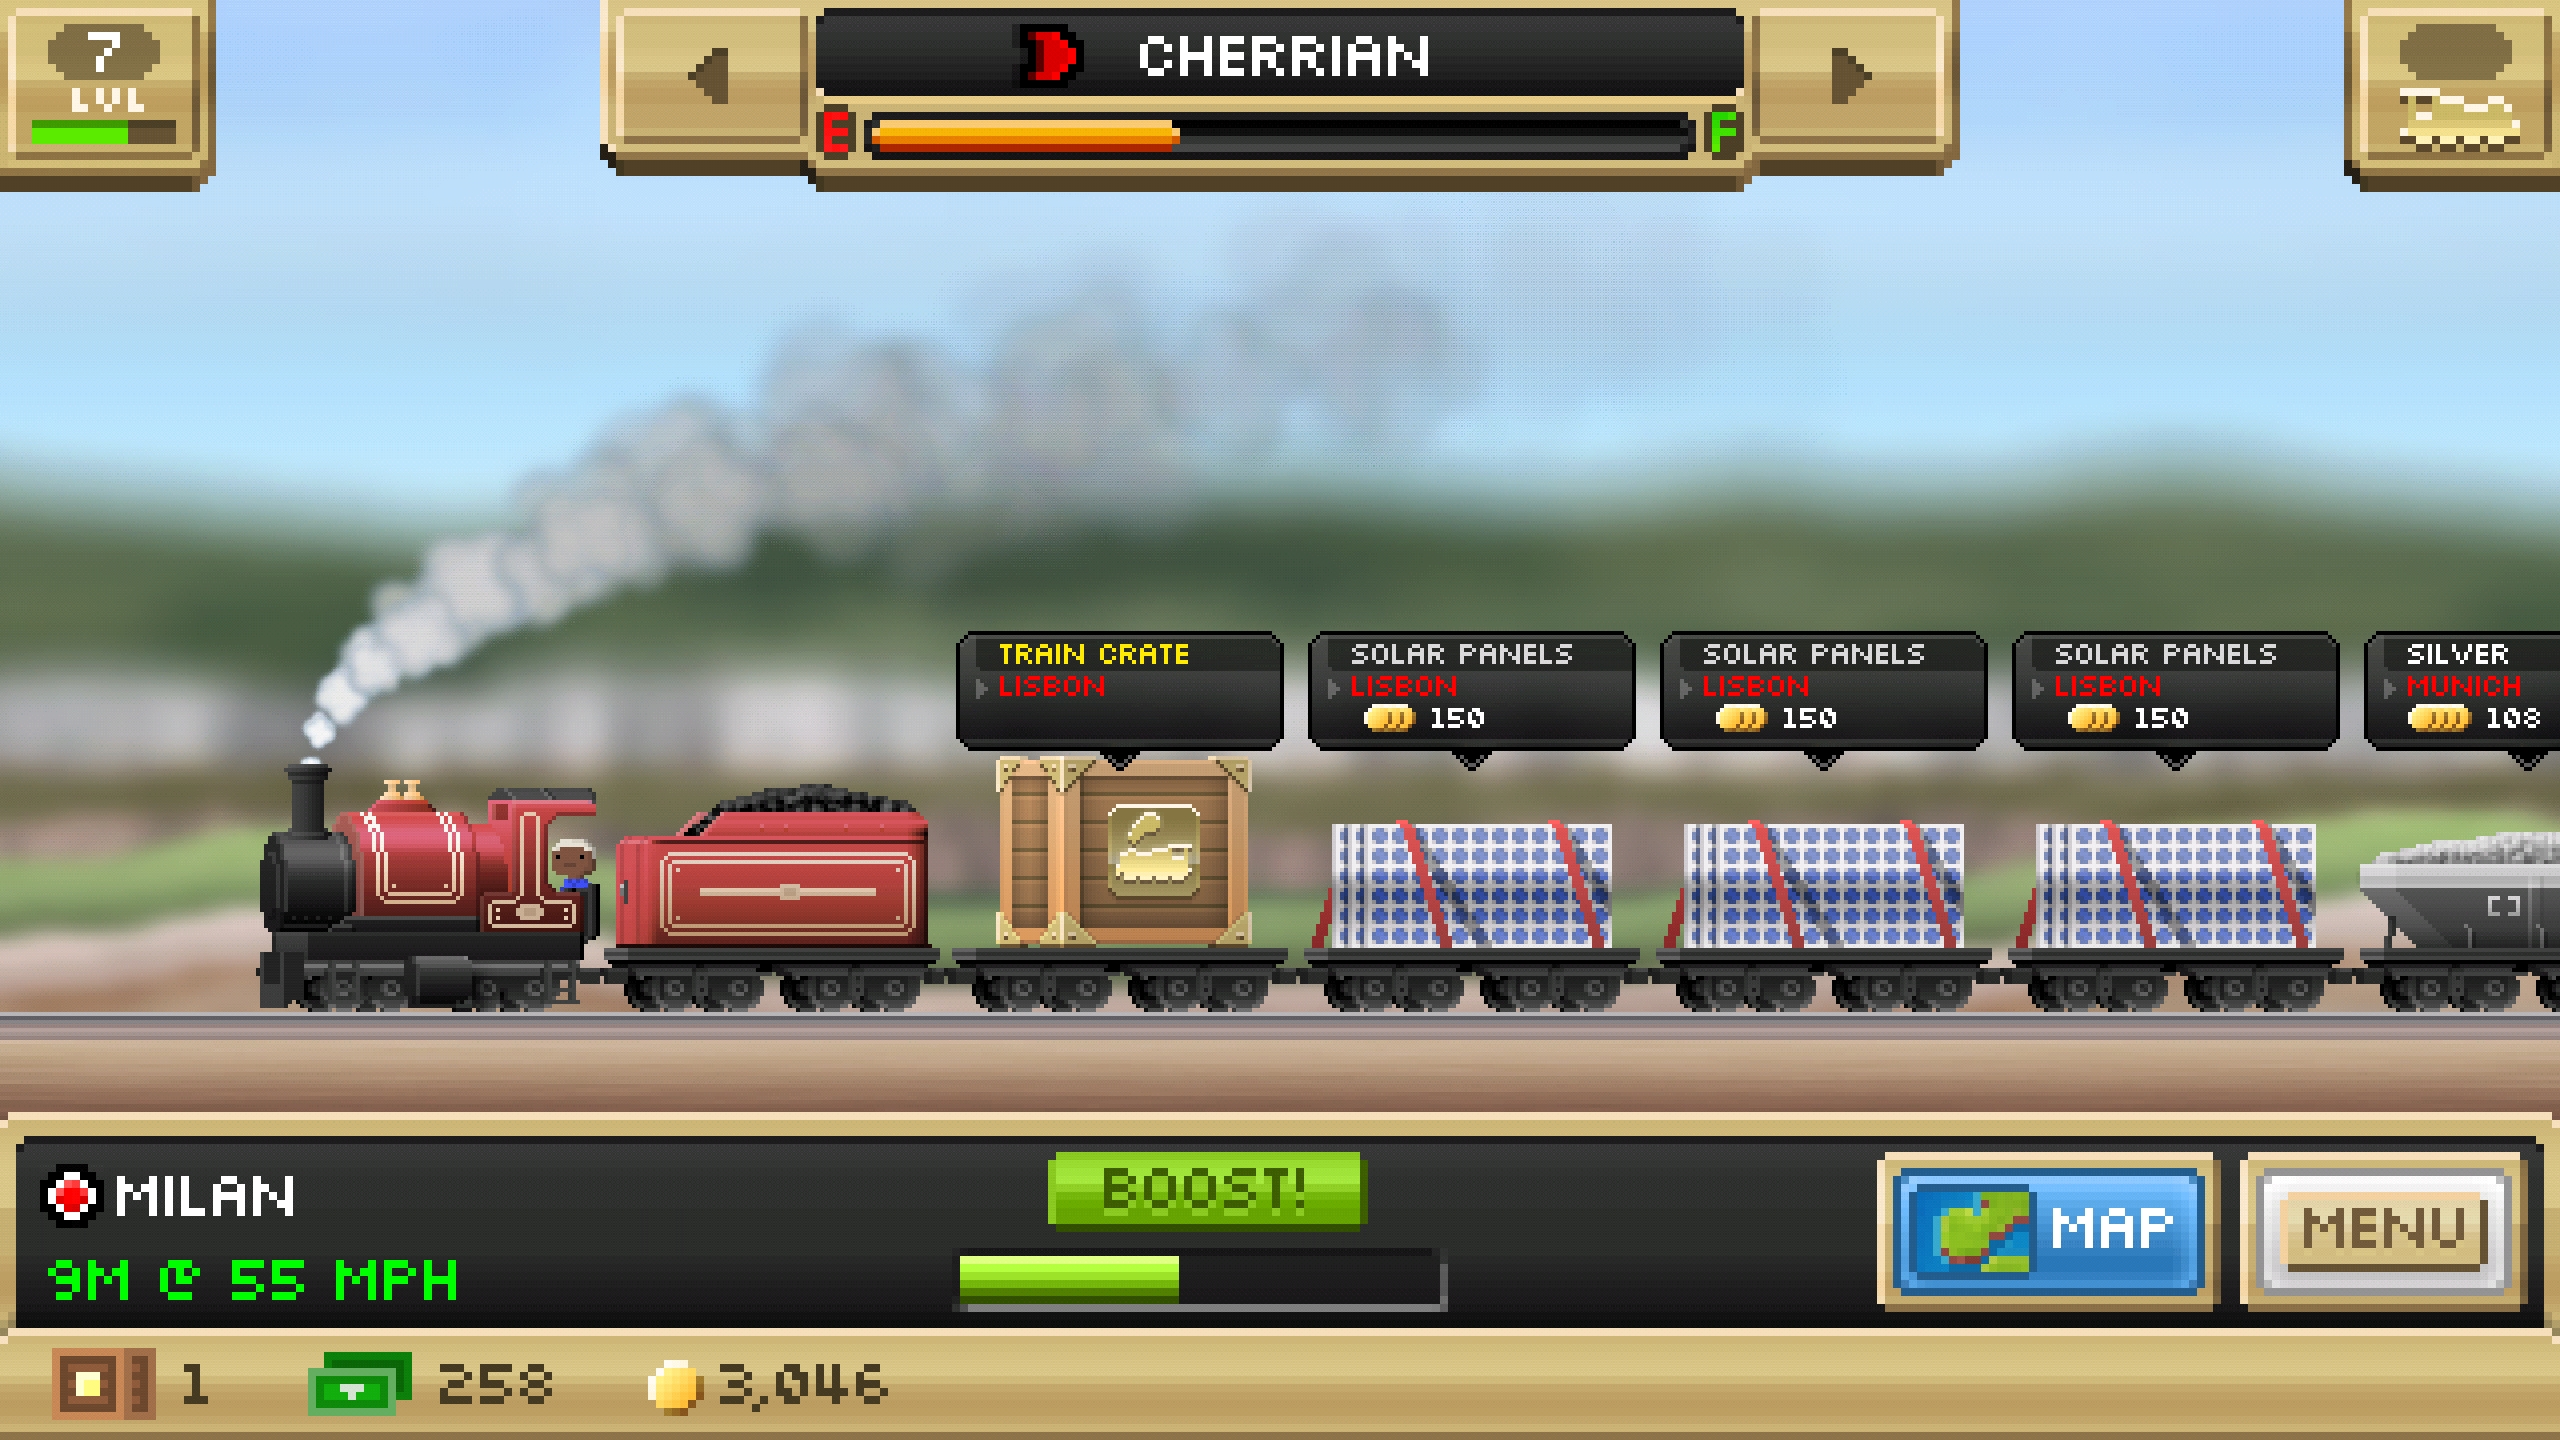 7
LVL
CHERRIAN
E
F
TRAIN CRATE
LISBON
SOLAR PANELS
LISBON
150
SOLAR PANELS
LISBON
150
SOLAR PANELS
LISBON
150
SILVER
MUNICH
108
MILAN
9M @ 55 MPH
BOOST!
MAP
MENU
1
258
3,046